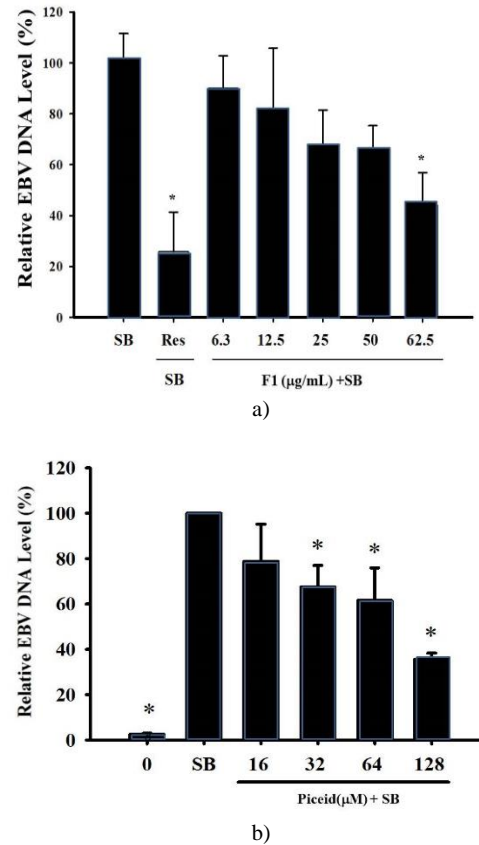 Relative EBV DNA Level (%)
120
100
80
60
40
20
0
*
*
SB Res 6.3 12.5 25 50 62.5
SB F1 (µg/mL) +SB
a)
Relative EBV DNA Level (%)
120
100
80
60
40
20
0
*
*
*
*
0 SB 16 32 64 128
Piceid(µM) + SB
b)